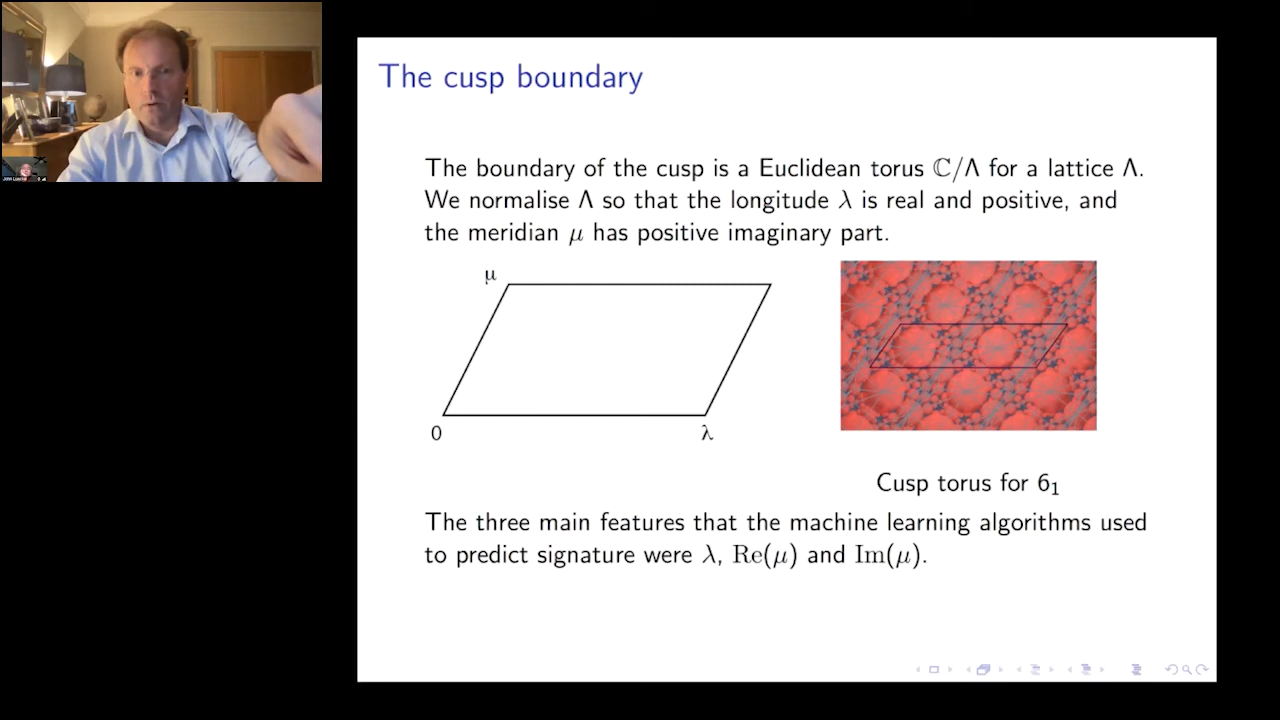 The cusp boundary
The boundary of the cusp is a Euclidean torus ℂ/Λ for a lattice Λ.
We normalise Λ so that the longitude λ is real and positive, and
the meridian μ has positive imaginary part.
μ
0
λ
Cusp torus for 6₁
The three main features that the machine learning algorithms used
to predict signature were λ, Re(μ) and Im(μ).